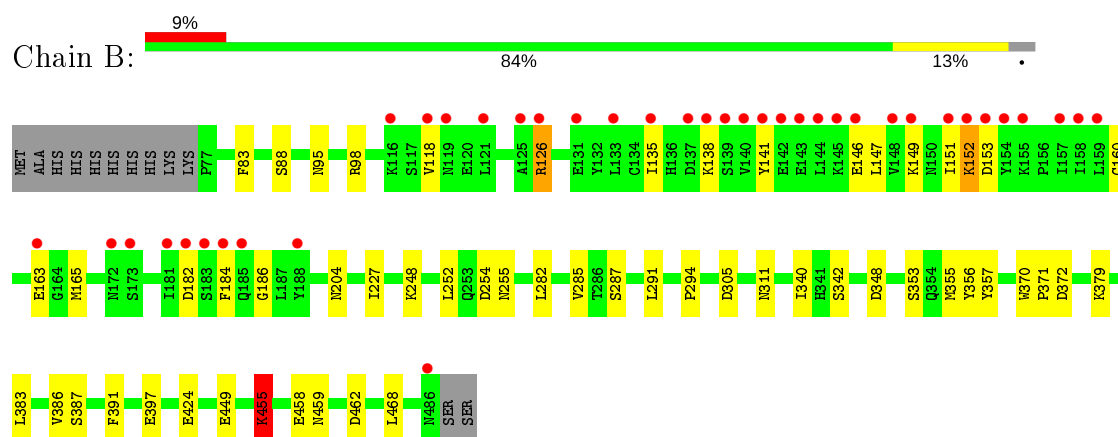 9%
Chain B:
84% 13% •
MET ALA HIS HIS HIS HIS HIS HIS LYS LYS P77 F83 S88 N95 R98 K116 S117 V118 N119 E120 L121 A125 R126 E131 Y132 L133 C134 I135 H136 D137 K138 S139 V140 Y141 E142 E143 L144 K145 E146 L147 V148 K149 N150 I151 K152 D153 Y154 K155 P156 I157 I158 L159 C160
E163 G164 M165 N172 S173 I181 D182 S183 F184 Q185 G186 L187 Y188 N204 I227 K248 L252 Q253 D254 N255 L282 V285 T286 S287 L291 P294 D305 N311 I340 H341 S342 D348 S353 Q354 M355 Y356 Y357 W370 P371 D372 K379
L383 V386 S387 F391 E397 E424 E449 K455 E458 N459 D462 L468 N486 SER SER